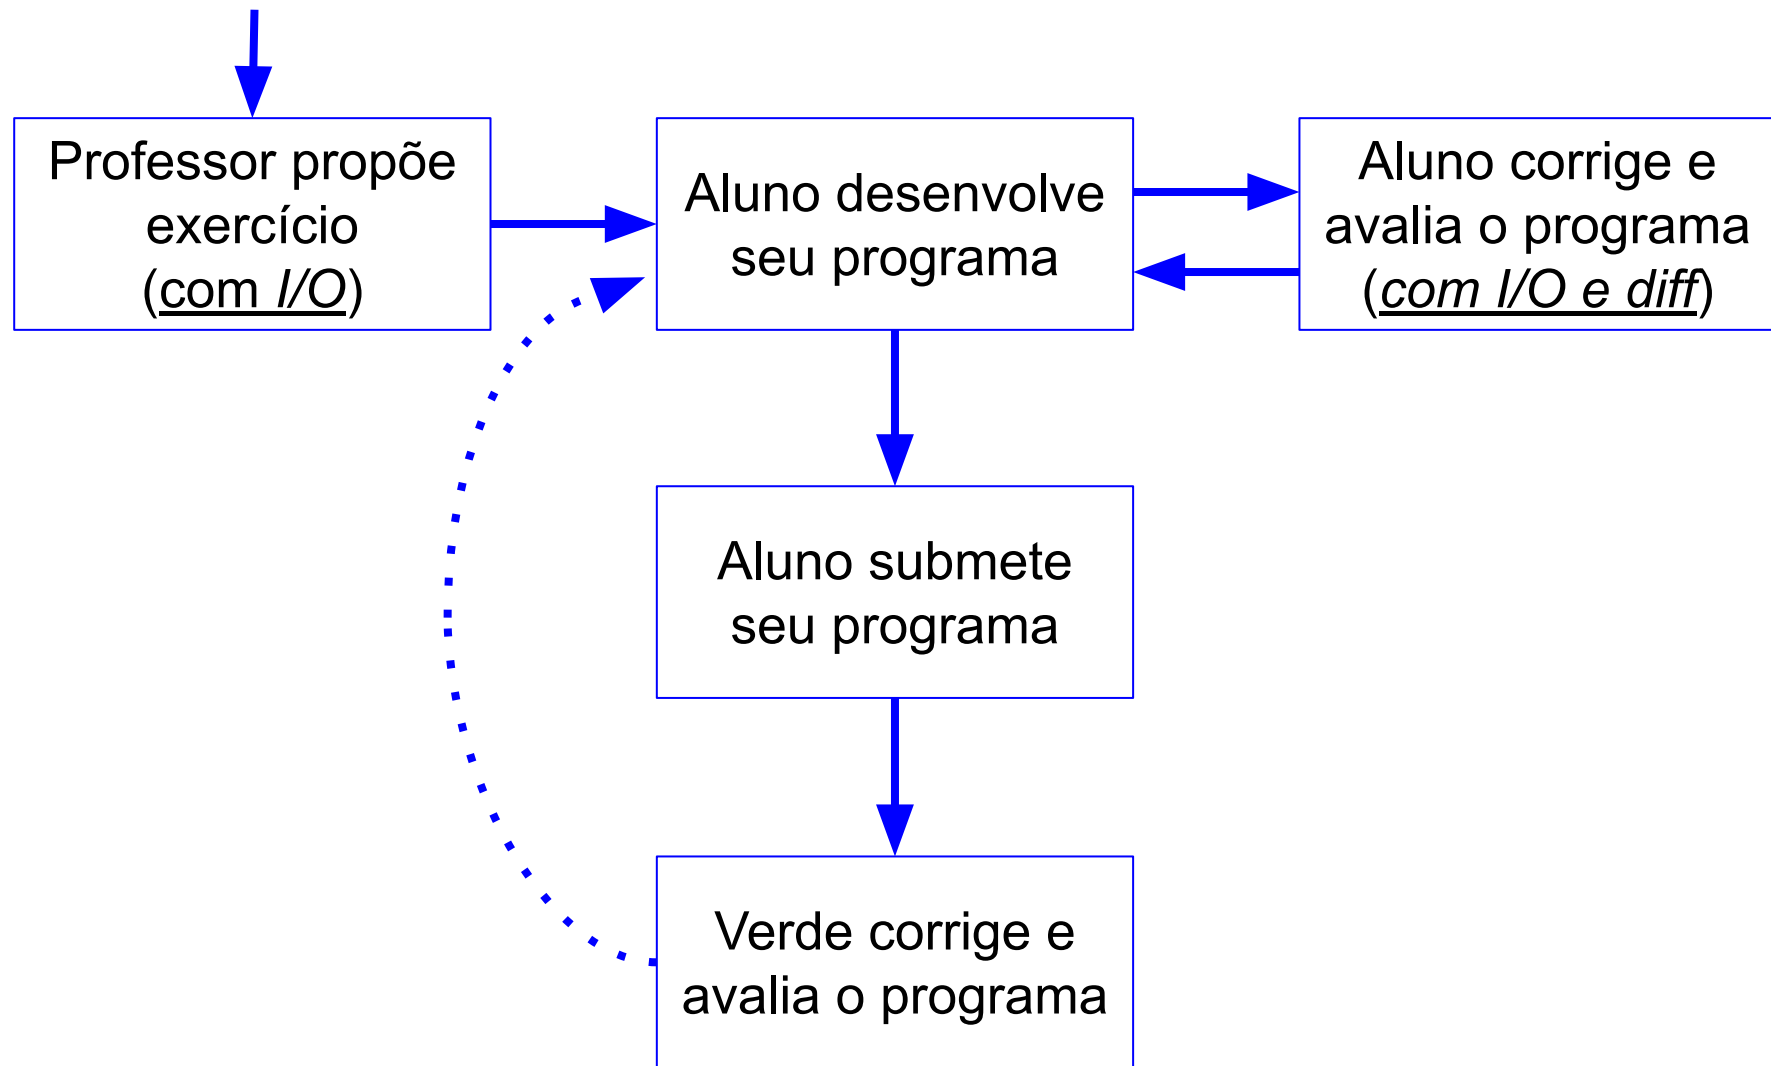 Professor propõe
exercício
(com I/O)
Aluno desenvolve
seu programa
Aluno corrige e
avalia o programa
(com I/O e diff)
Aluno submete
seu programa
Verde corrige e
avalia o programa